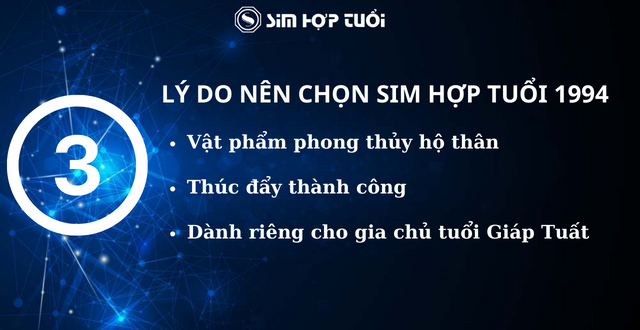 SIM HỢP TUỔI
3
LÝ DO NÊN CHỌN SIM HỢP TUỔI 1994
• Vật phẩm phong thủy hộ thân
• Thúc đẩy thành công
• Dành riêng cho gia chủ tuổi Giáp Tuất